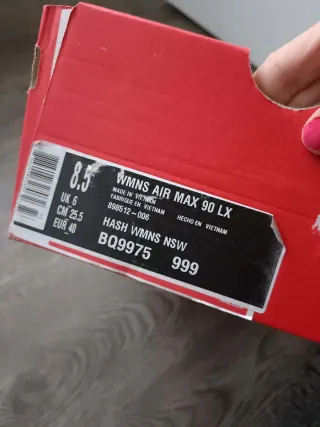 8.5
UK 6
CM 25.5
EUR 40
WMNS AIR MAX 90 LX
MADE IN VIETNAM
FABRIQUE EN VIETNAM
HECHO EN VIETNAM
898512-006
HASH WMNS NSW
BQ9975 999